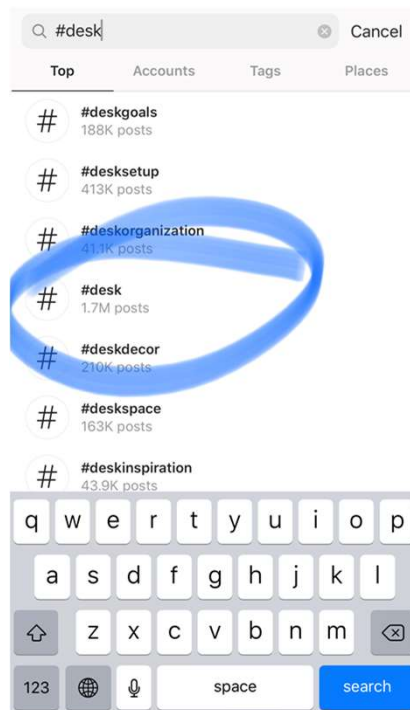 #desk
Cancel
Top Accounts Tags Places
#deskgoals
188K posts
#desksetup
413K posts
#deskorganization
41.1K posts
#desk
1.7M posts
#deskdecor
210K posts
#deskspace
163K posts
#deskinspiration
43.9K posts
q w e r t y u i o p
a s d f g h j k l
z x c v b n m
123 space search